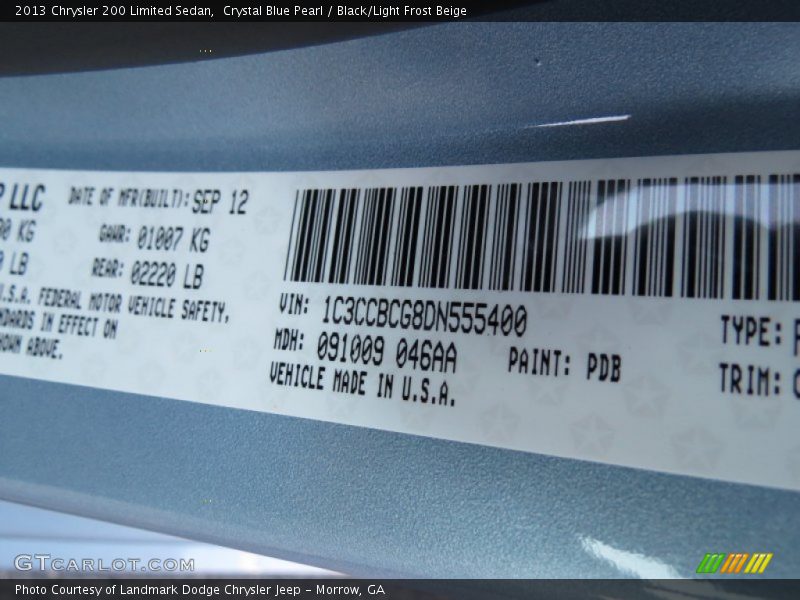 2013 Chrysler 200 Limited Sedan, Crystal Blue Pearl / Black/Light Frost Beige
LLC DATE OF MFR(BUILT): SEP 12
KG GAWR: 01007 KG
LB REAR: 02220 LB
U.S.A. FEDERAL MOTOR VEHICLE SAFETY,
IN EFFECT ON
ABOVE.
VIN: 1C3CCBCG8DN555400
MDH: 091009 046AA PAINT: PDB
VEHICLE MADE IN U.S.A.
TYPE:
TRIM:
GTCARLOT.COM
Photo Courtesy of Landmark Dodge Chrysler Jeep - Morrow, GA